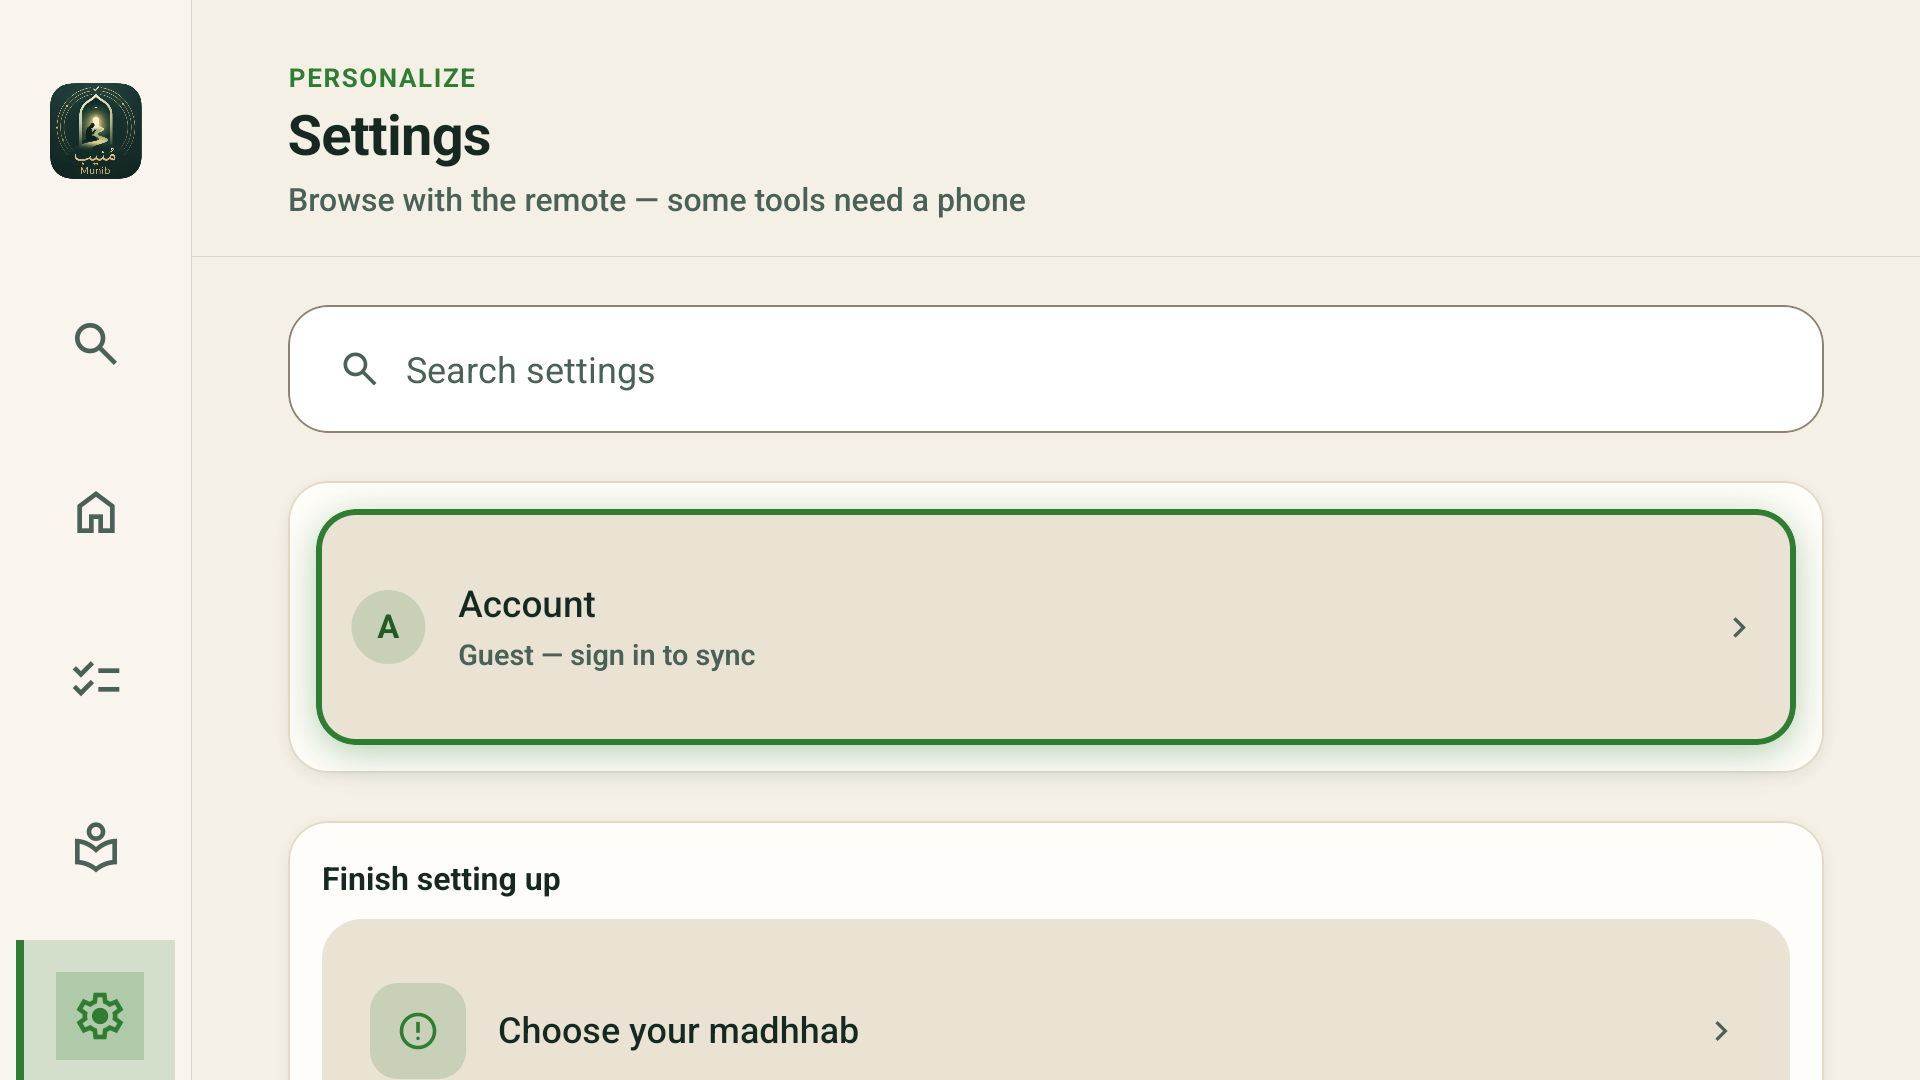 مُنيب
Munib
PERSONALIZE
Settings
Browse with the remote — some tools need a phone
Search settings
A
Account
Guest — sign in to sync
Finish setting up
Choose your madhhab